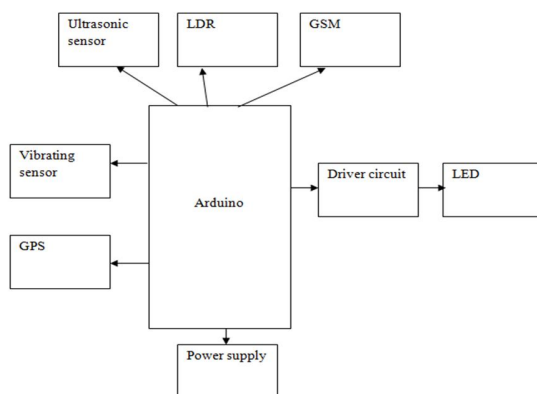 Ultrasonic
sensor
LDR
GSM
Vibrating
sensor
Arduino
Driver circuit
LED
GPS
Power supply